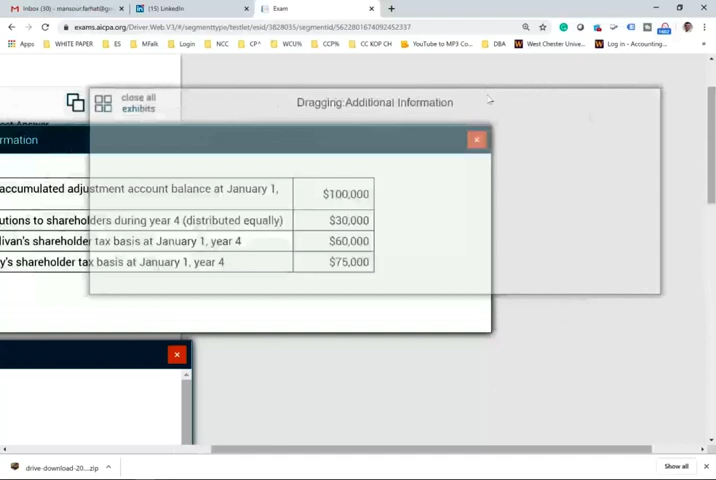 Inbox (30) - mansour.farhat@gm
(15) LinkedIn
Exam
exams.aicpa.org/Driver.Web.V3/#/segmenttype/testlet/esid/3828035/segmentid/5622801674092452337
Apps
WHITE PAPER
ES
MFalk
Login
NCC
CP^
WCU%
CCP%
CC KOP CH
YouTube to MP3 Co...
DBA
West Chester Unive...
Log in - Accounting...
close all
exhibits
Dragging:Additional Information
rmation
accumulated adjustment account balance at January 1,
$100,000
utions to shareholders during year 4 (distributed equally)
$30,000
livan's shareholder tax basis at January 1, year 4
$60,000
y's shareholder tax basis at January 1, year 4
$75,000
drive-download-20....zip
Show all